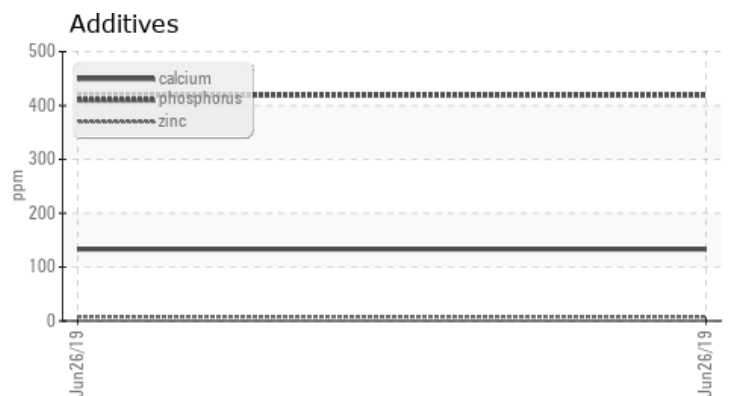 Additives
500
400
300
200
100
0
ppm
calcium
phosphorus
zinc
Jun26/19
Jun26/19